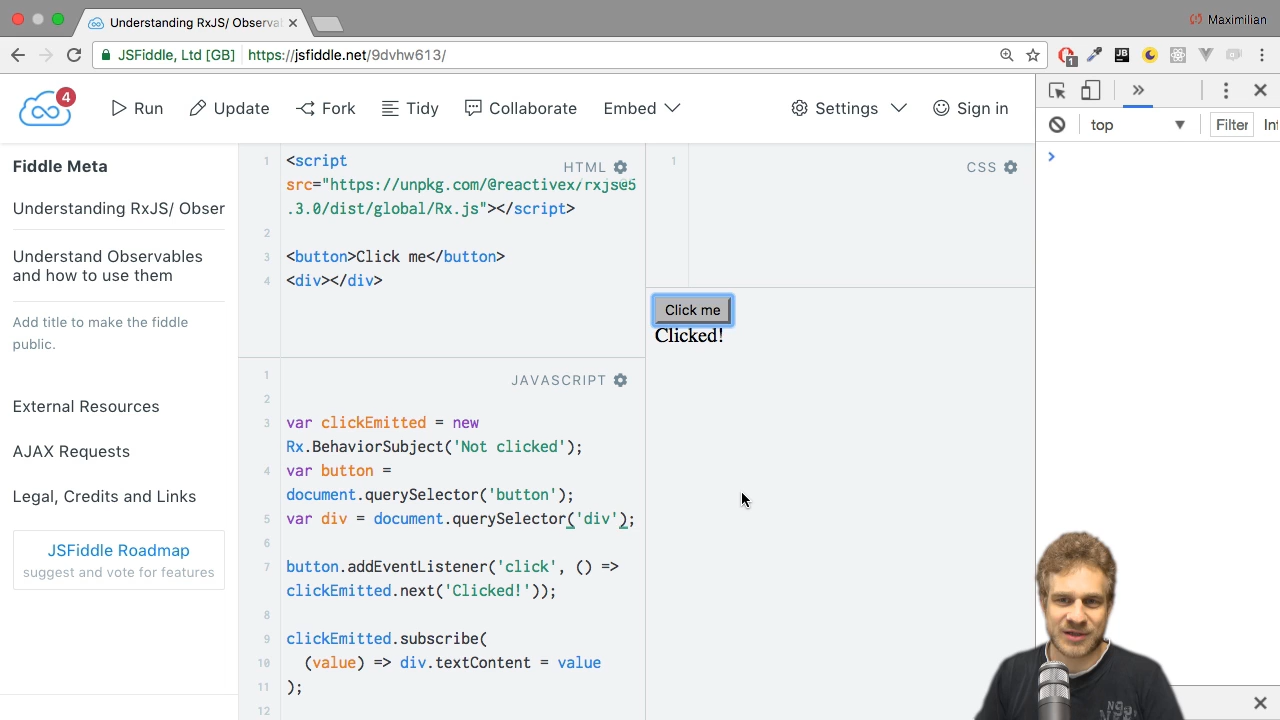 Understanding RxJS/ Observal
Maximilian
JSFiddle, Ltd [GB]
https://jsfiddle.net/9dvhw613/
1
JB
4
Run
Update
Fork
Tidy
Collaborate
Embed
Settings
Sign in
top
Filter
Int
Fiddle Meta
Understanding RxJS/ Obser
Understand Observables
and how to use them
Add title to make the fiddle
public.
External Resources
AJAX Requests
Legal, Credits and Links
JSFiddle Roadmap
suggest and vote for features
HTML
1 <script
src="https://unpkg.com/@reactivex/rxjs@5
.3.0/dist/global/Rx.js"></script>
2
3 <button>Click me</button>
4 <div></div>
CSS
1
Click me
Clicked!
JAVASCRIPT
1
2
3 var clickEmitted = new
Rx.BehaviorSubject('Not clicked');
4 var button =
document.querySelector('button');
5 var div = document.querySelector('div');
6
7 button.addEventListener('click', () =>
clickEmitted.next('Clicked!'));
8
9 clickEmitted.subscribe(
10 (value) => div.textContent = value
11 );
12